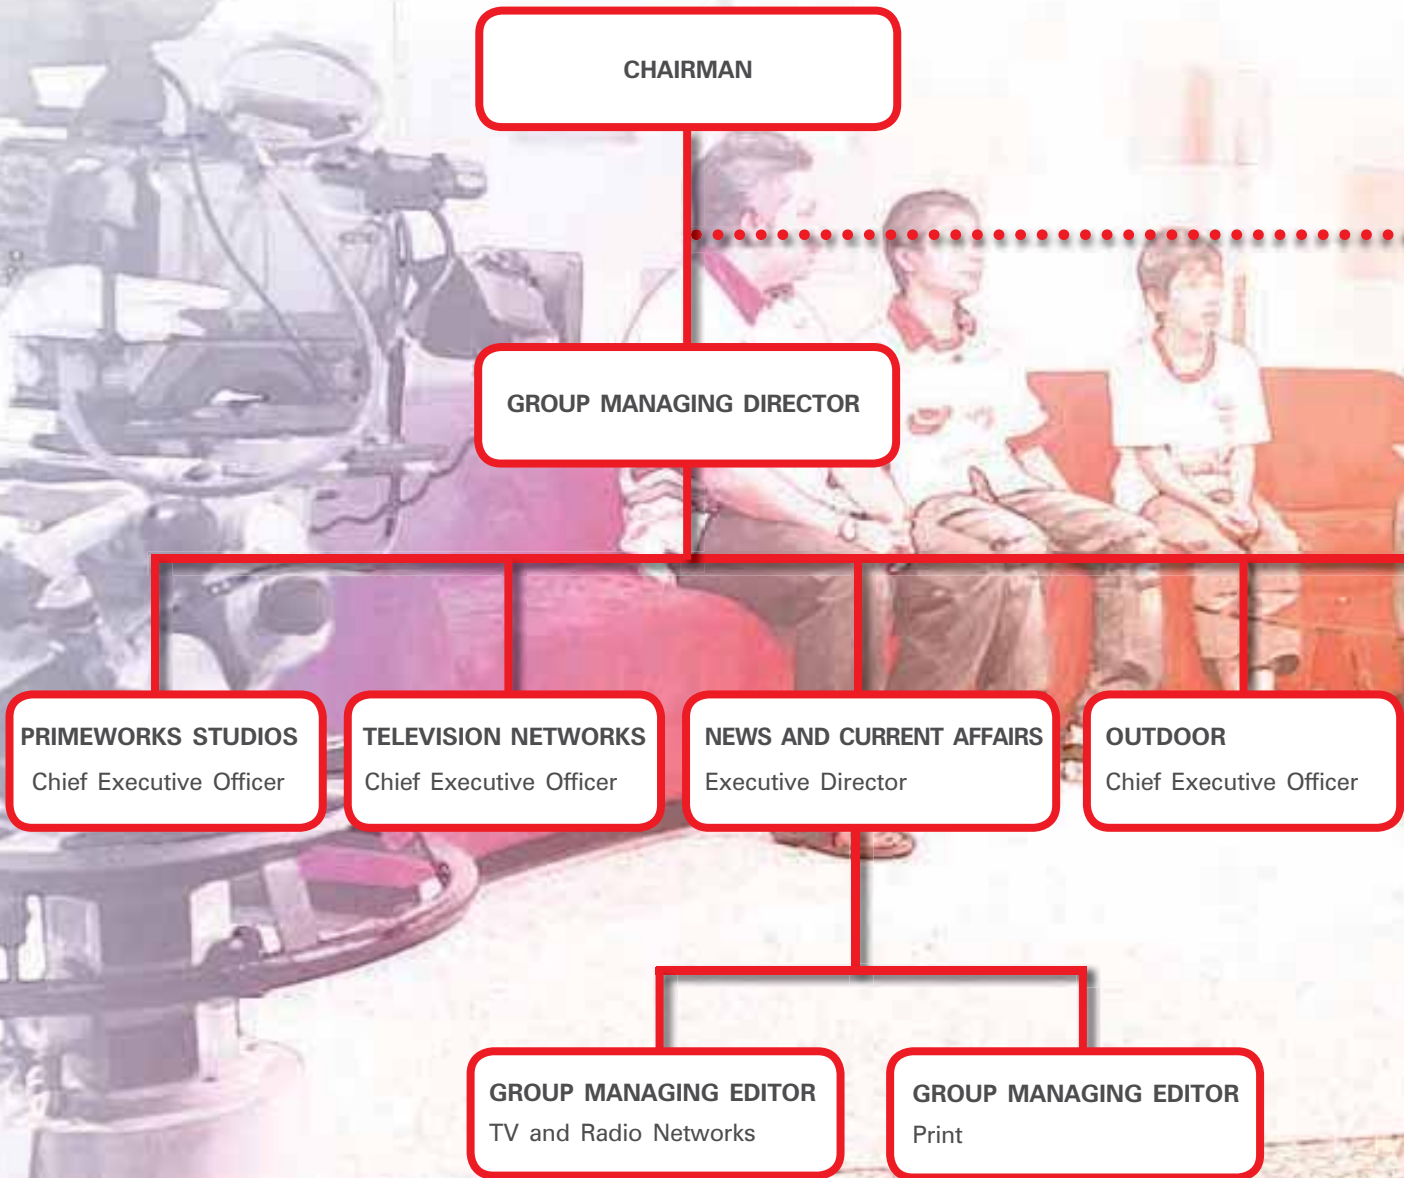 CHAIRMAN
GROUP MANAGING DIRECTOR
PRIMEWORKS STUDIOS
Chief Executive Officer
TELEVISION NETWORKS
Chief Executive Officer
NEWS AND CURRENT AFFAIRS
Executive Director
OUTDOOR
Chief Executive Officer
GROUP MANAGING EDITOR
TV and Radio Networks
GROUP MANAGING EDITOR
Print